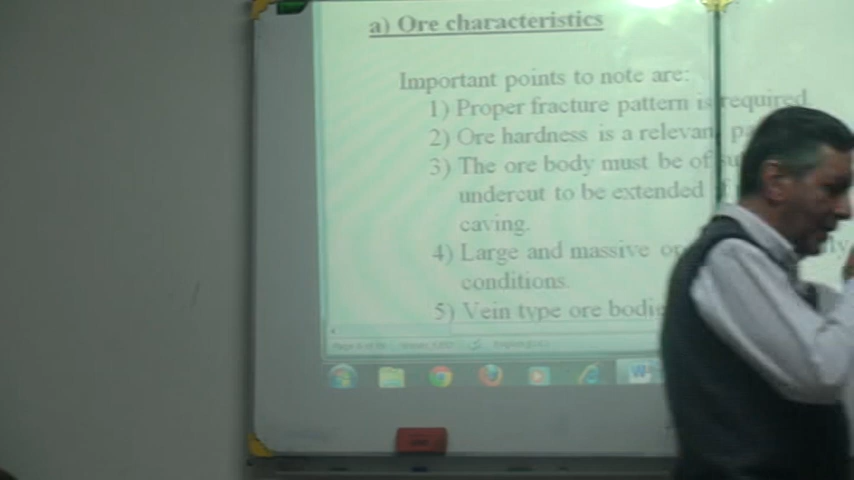 a) Ore characteristics
Important points to note are:
1) Proper fracture pattern is required
2) Ore hardness is a relevan
3) The ore body must be of
undercut to be extended
caving.
4) Large and massive
conditions.
5) Vein type ore